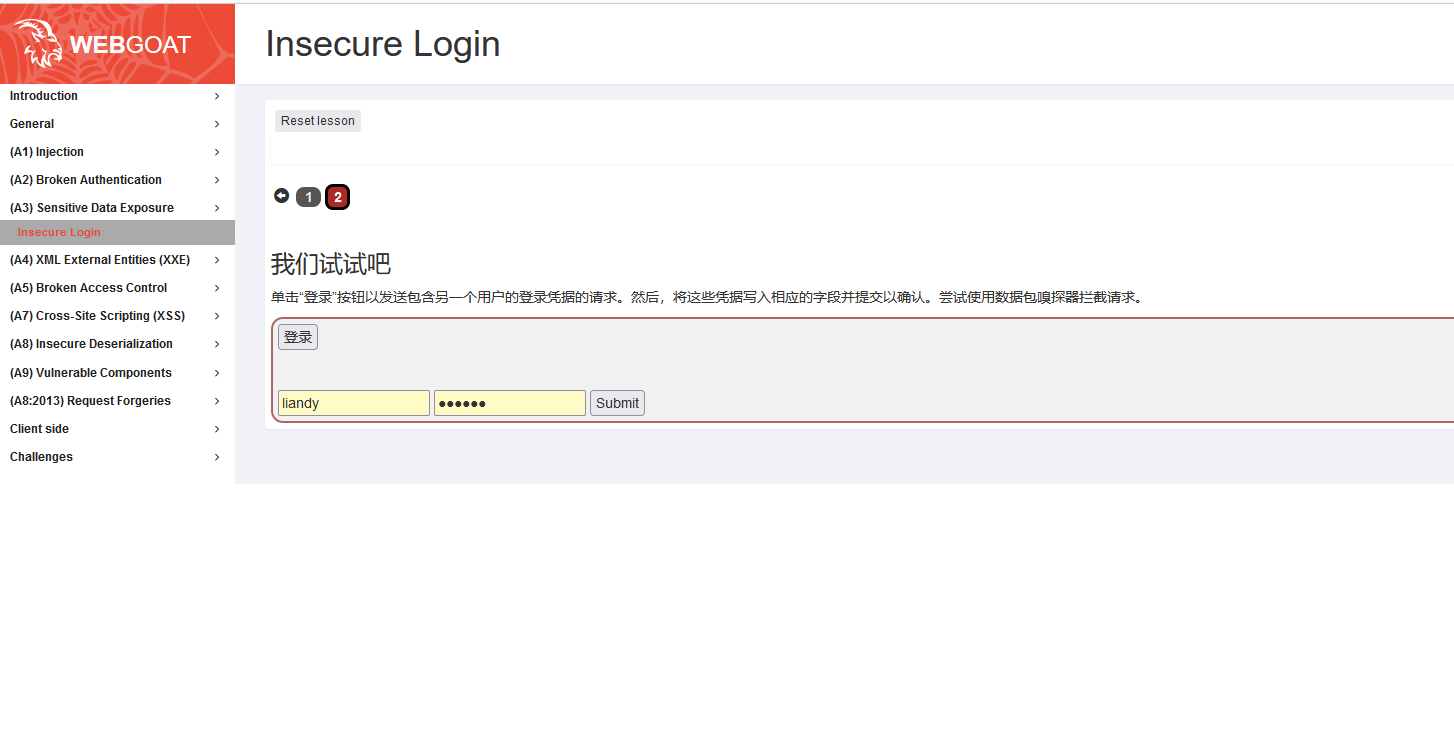 WEBGOAT
Insecure Login
Introduction
General
(A1) Injection
(A2) Broken Authentication
(A3) Sensitive Data Exposure
Insecure Login
(A4) XML External Entities (XXE)
(A5) Broken Access Control
(A7) Cross-Site Scripting (XSS)
(A8) Insecure Deserialization
(A9) Vulnerable Components
(A8:2013) Request Forgeries
Client side
Challenges
Reset lesson
1 2
我们试试吧
单击“登录”按钮以发送包含另一个用户的登录凭据的请求。然后，将这些凭据写入相应的字段并提交以确认。尝试使用数据包嗅探器拦截请求。
登录
liandy ●●●●●● Submit